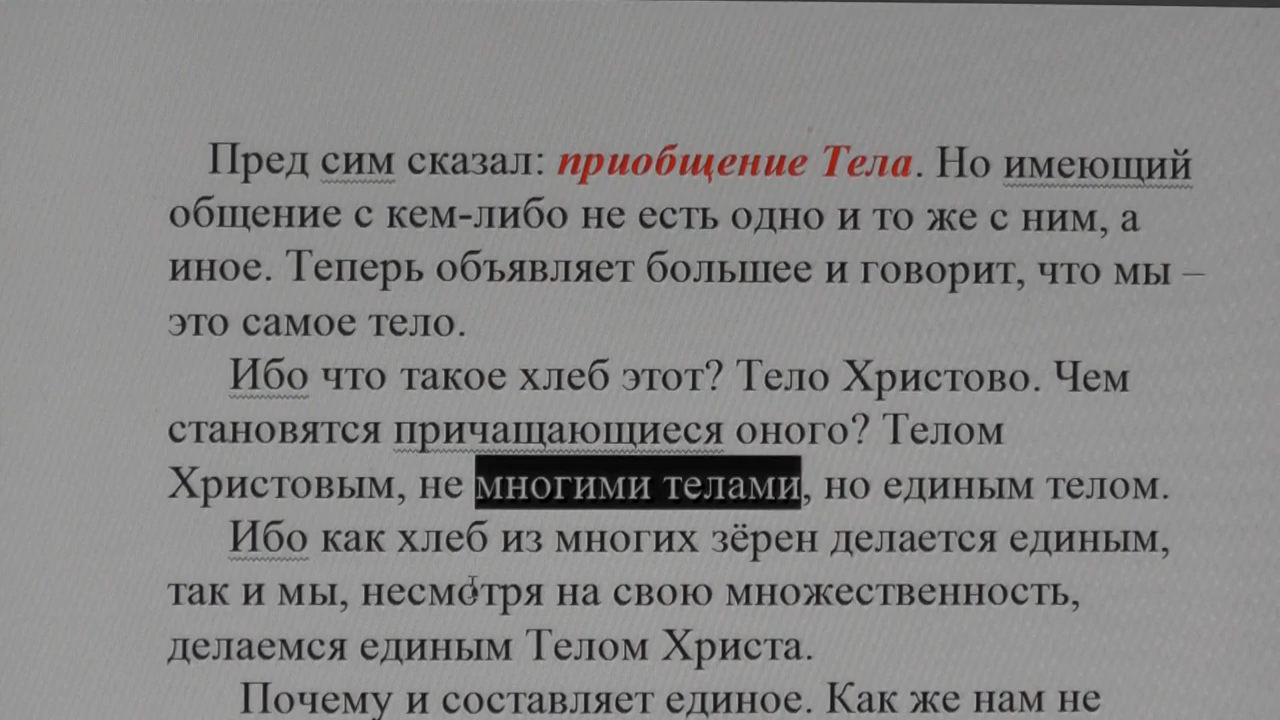 Пред сим сказал: приобщение Тела. Но имеющий
общение с кем-либо не есть одно и то же с ним, а
иное. Теперь объявляет большее и говорит, что мы –
это самое тело.
Ибо что такое хлеб этот? Тело Христово. Чем
становятся причащающиеся оного? Телом
Христовым, не многими телами, но единым телом.
Ибо как хлеб из многих зёрен делается единым,
так и мы, несмотря на свою множественность,
делаемся единым Телом Христа.
Почему и составляет единое. Как же нам не